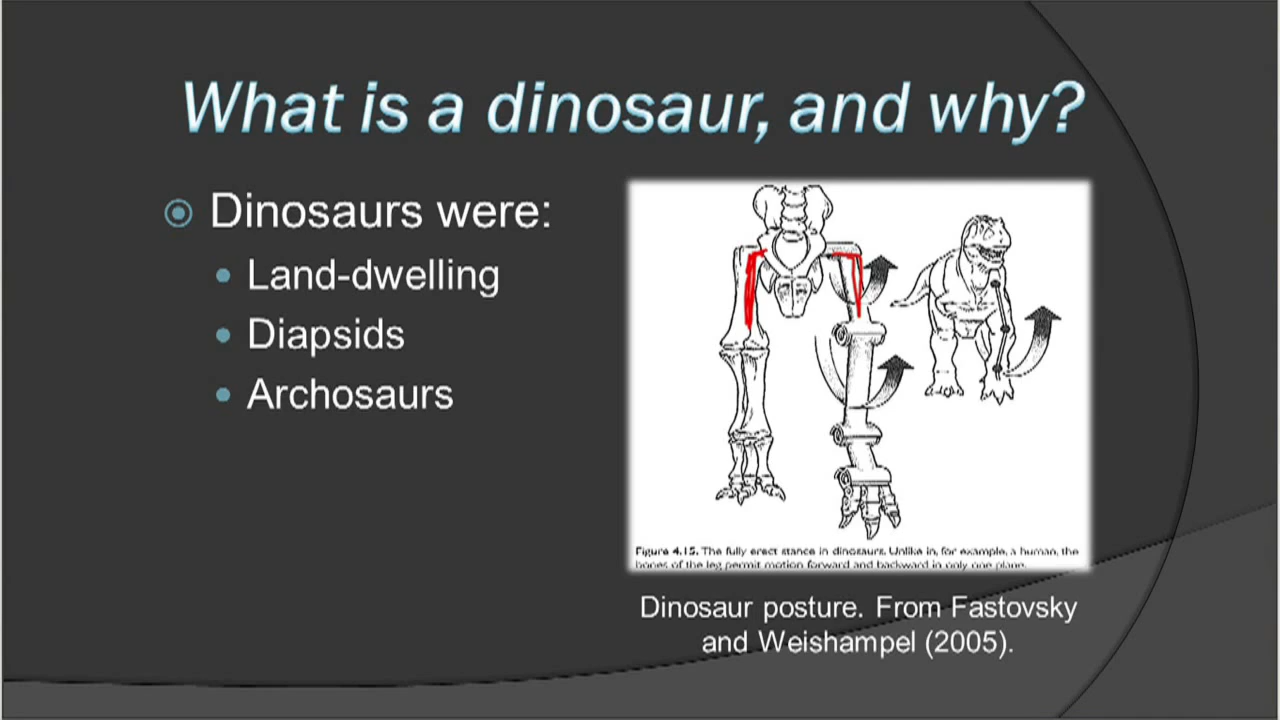 What is a dinosaur, and why?
Dinosaurs were:
Land-dwelling
Diapsids
Archosaurs
Figure 4.15. The fully erect stance in dinosaurs. Unlike in, for example, a human, the
bones of the leg permit motion forward and backward in only one plane.
Dinosaur posture. From Fastovsky
and Weishampel (2005).